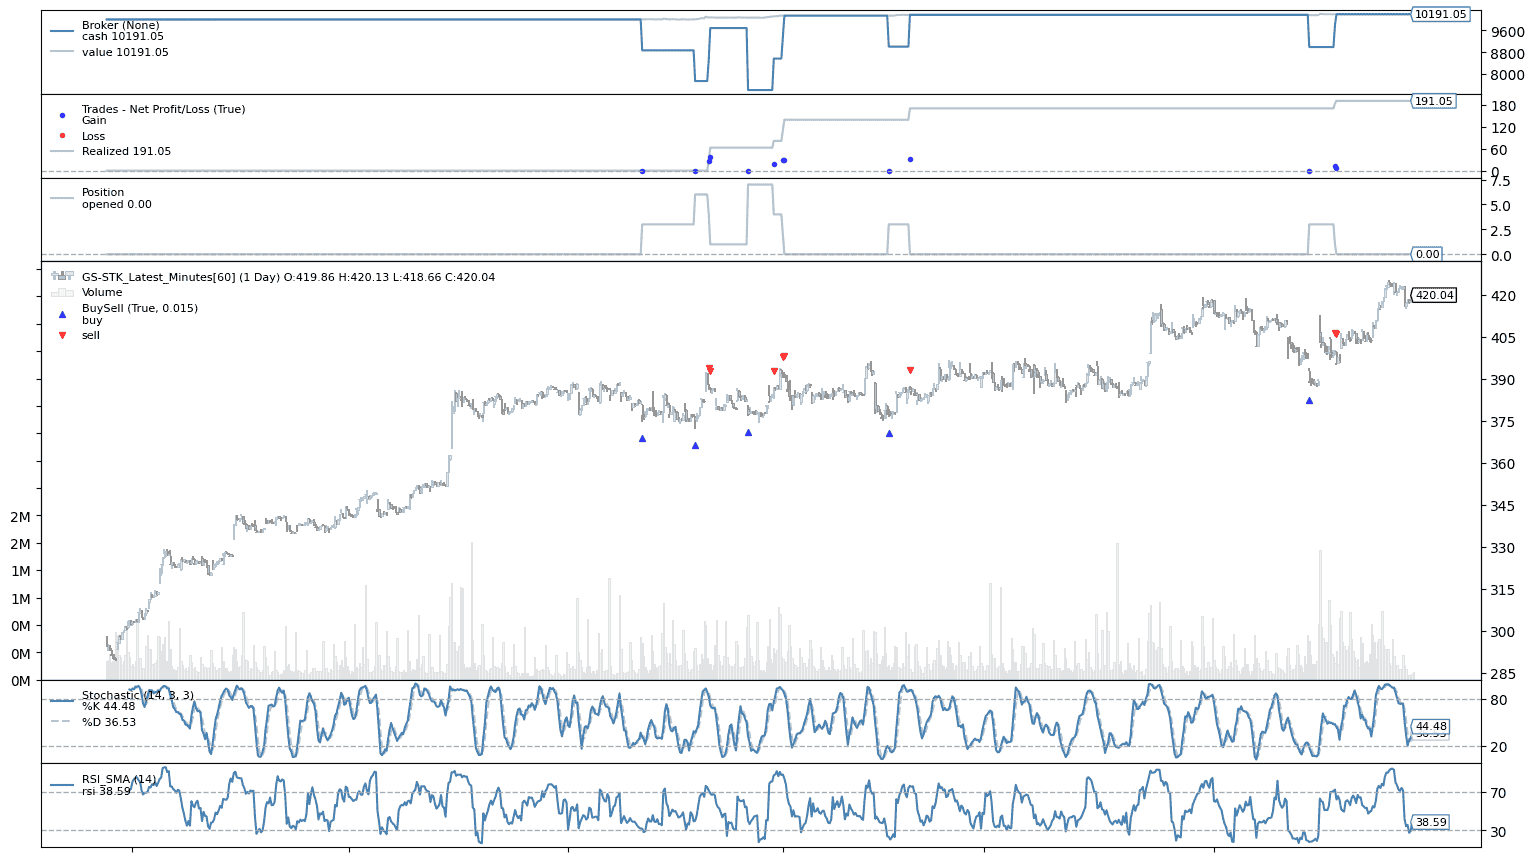 Broker (None)
cash 10191.05
value 10191.05
10191.05
9600
8800
8000
Trades - Net Profit/Loss (True)
Gain
Loss
Realized 191.05
191.05
180
120
60
0
Position
opened 0.00
7.5
5.0
2.5
0.0
0.00
GS-STK_Latest_Minutes[60] (1 Day) O:419.86 H:420.13 L:418.66 C:420.04
Volume
BuySell (True, 0.015)
buy
sell
420.04
420
405
390
375
360
345
330
315
300
285
2M
2M
1M
1M
0M
0M
0M
Stochastic (14, 3, 3)
%K 44.48
%D 36.53
80
44.48
20
RSI_SMA (14)
rsi 38.59
70
38.59
30